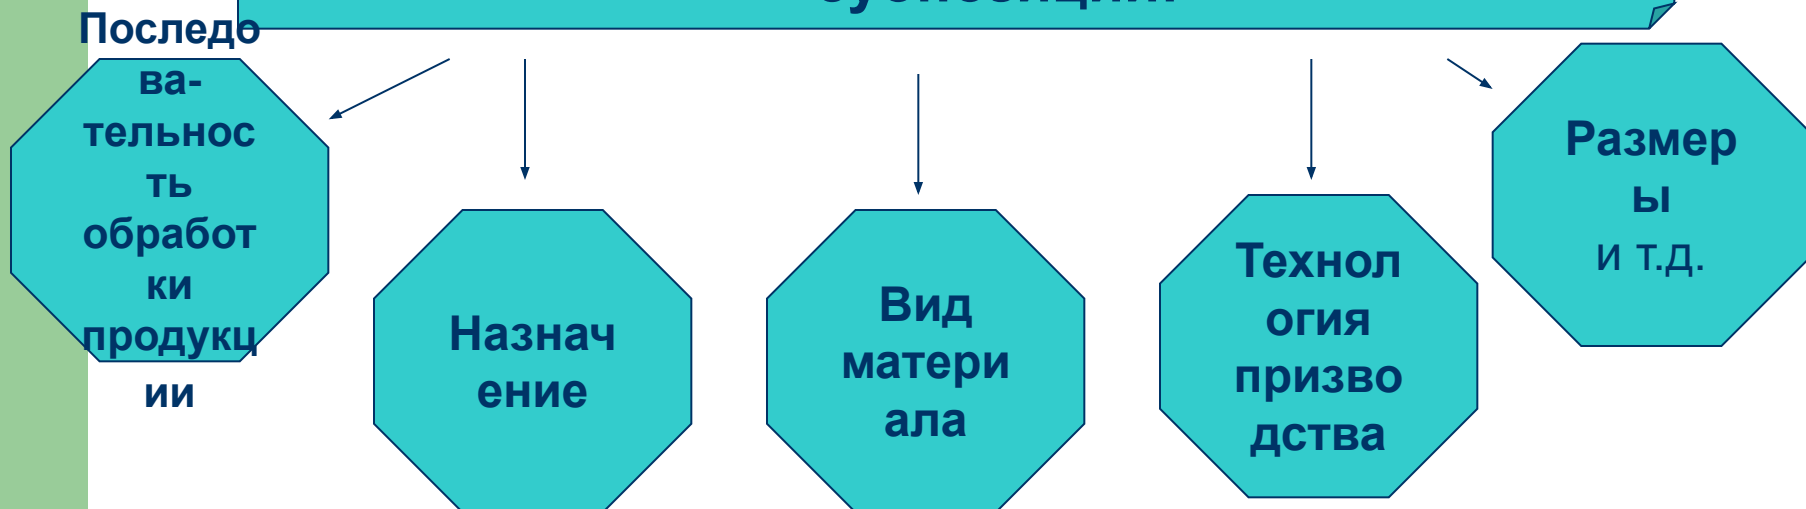 Последо
ва-
тельнос
ть
обработ
ки
продукц
ии
Назнач
ение
Вид
матери
ала
Технол
огия
призво
дства
Размер
ы
и т.д.